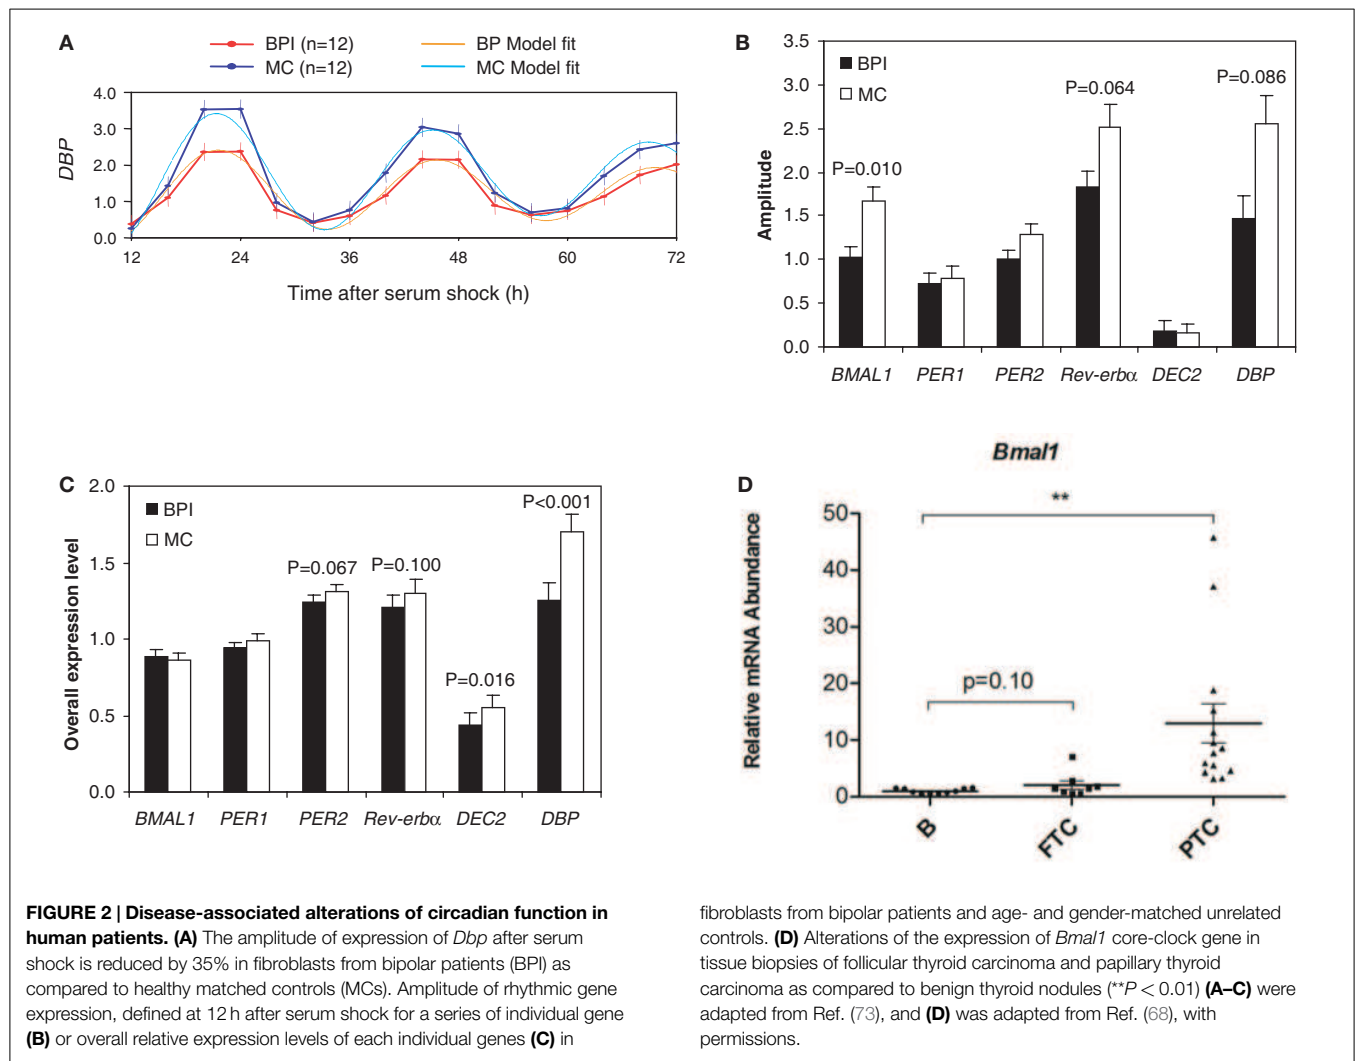 A
BPI (n=12)
BP Model fit
MC (n=12)
MC Model fit
4.0
3.0
2.0
1.0
0.0
DBP
12
24
36
48
60
72
Time after serum shock (h)
B
3.5
3.0
2.5
2.0
1.5
1.0
0.5
0.0
Amplitude
BPI
MC
P=0.010
P=0.064
P=0.086
BMAL1
PER1
PER2
Rev-erbα
DEC2
DBP
C
2.0
1.5
1.0
0.5
0.0
Overall expression level
BPI
MC
P=0.067
P=0.100
P=0.016
P<0.001
BMAL1
PER1
PER2
Rev-erbα
DEC2
DBP
D
Bmal1
**
50
40
30
20
10
0
Relative mRNA Abundance
p=0.10
B
FTC
PTC
FIGURE 2 | Disease-associated alterations of circadian function in
human patients. (A) The amplitude of expression of Dbp after serum
shock is reduced by 35% in fibroblasts from bipolar patients (BPI) as
compared to healthy matched controls (MCs). Amplitude of rhythmic gene
expression, defined at 12 h after serum shock for a series of individual gene
(B) or overall relative expression levels of each individual genes (C) in
fibroblasts from bipolar patients and age- and gender-matched unrelated
controls. (D) Alterations of the expression of Bmal1 core-clock gene in
tissue biopsies of follicular thyroid carcinoma and papillary thyroid
carcinoma as compared to benign thyroid nodules (**P < 0.01) (A–C) were
adapted from Ref. (73), and (D) was adapted from Ref. (68), with
permissions.